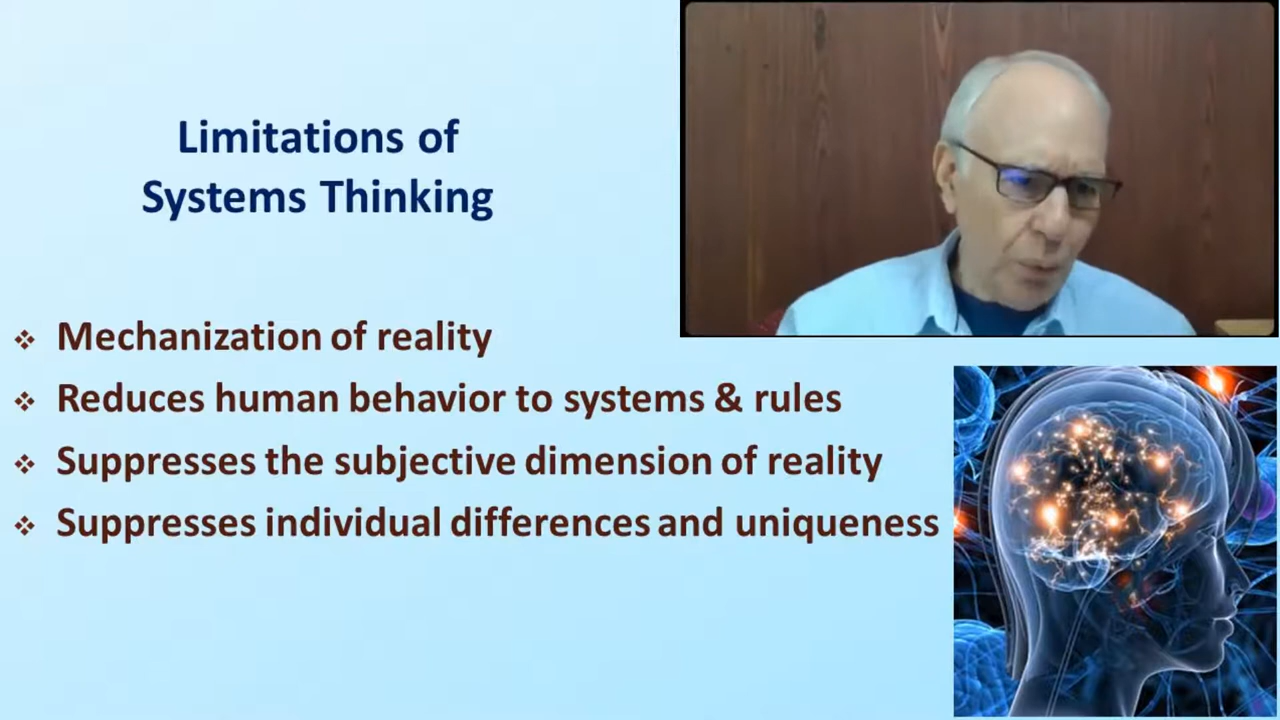 Limitations of
Systems Thinking
Mechanization of reality
Reduces human behavior to systems & rules
Suppresses the subjective dimension of reality
Suppresses individual differences and uniqueness